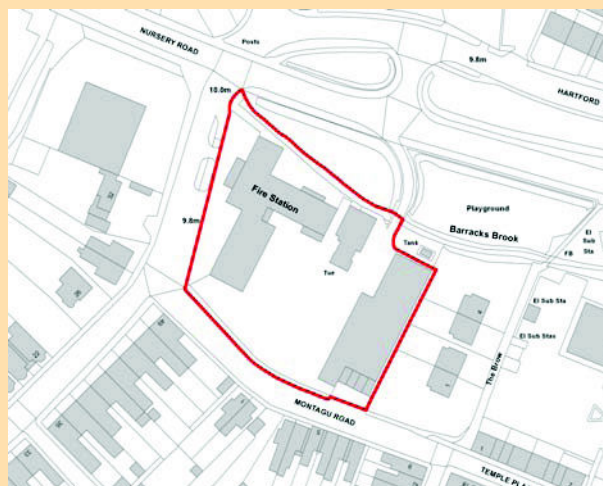 NURSERY ROAD
Posts
9.8m
HARTFORD
10.0m
Fire Station
Playground
Barracks Brook
El
Sub
Sta
9.8m
Tank
FB
Twr
El Sub Sta
El Sub Stas
The Brow
MONTAGU ROAD
TEMPLE PLA